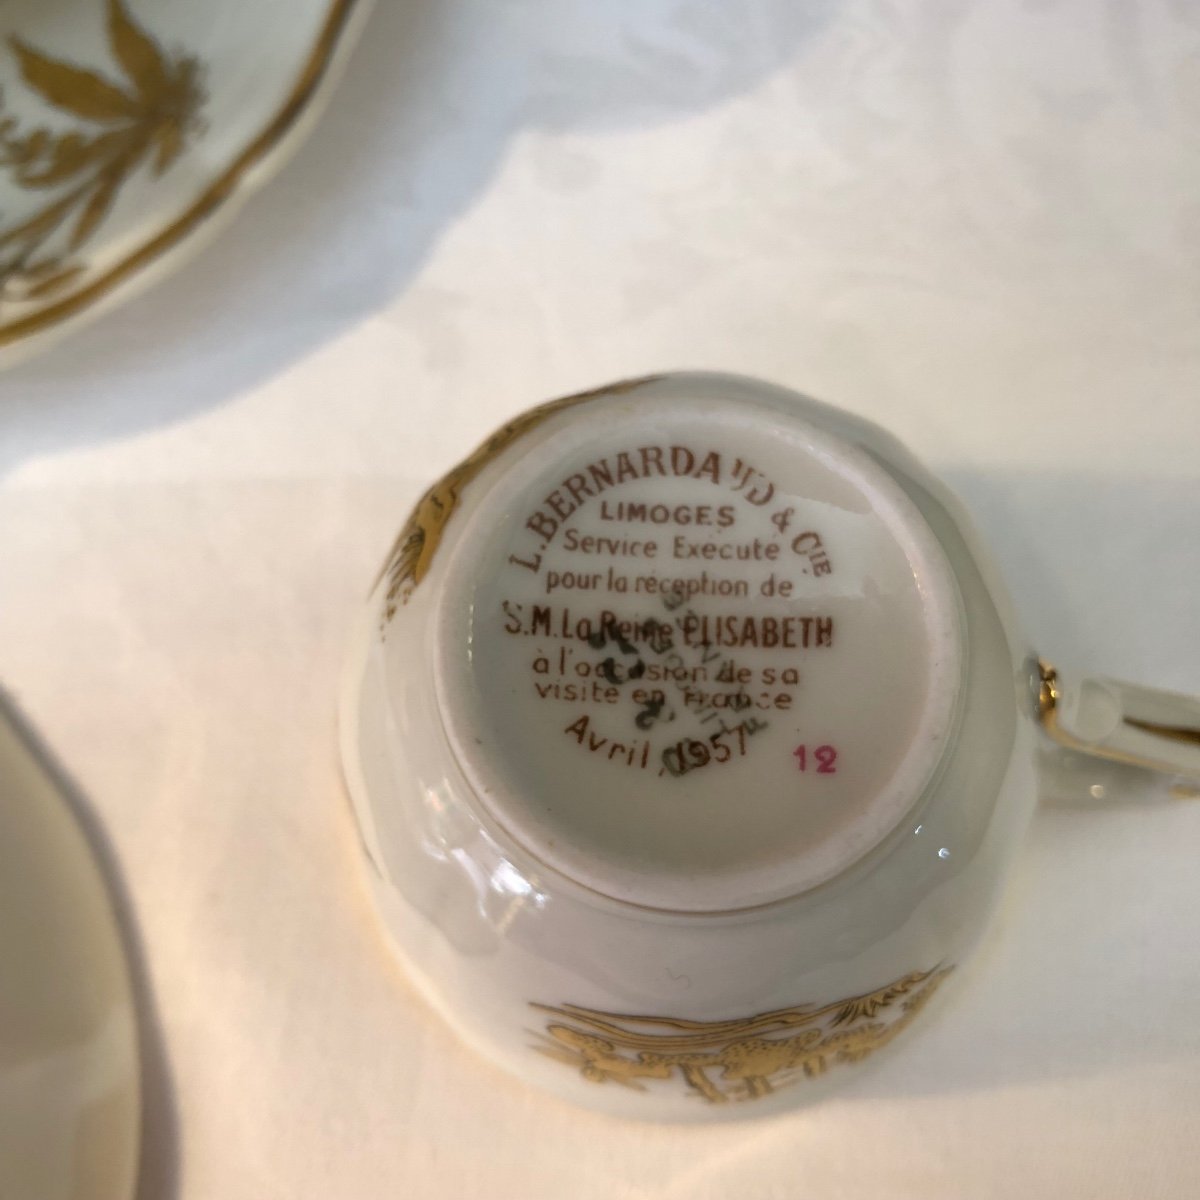 L. BERNARDAUD & CIE
LIMOGES
Service Execute
pour la réception de
S.M. La Reine ELISABETH
à l'occasion de sa
visite en France
Avril 1957
12